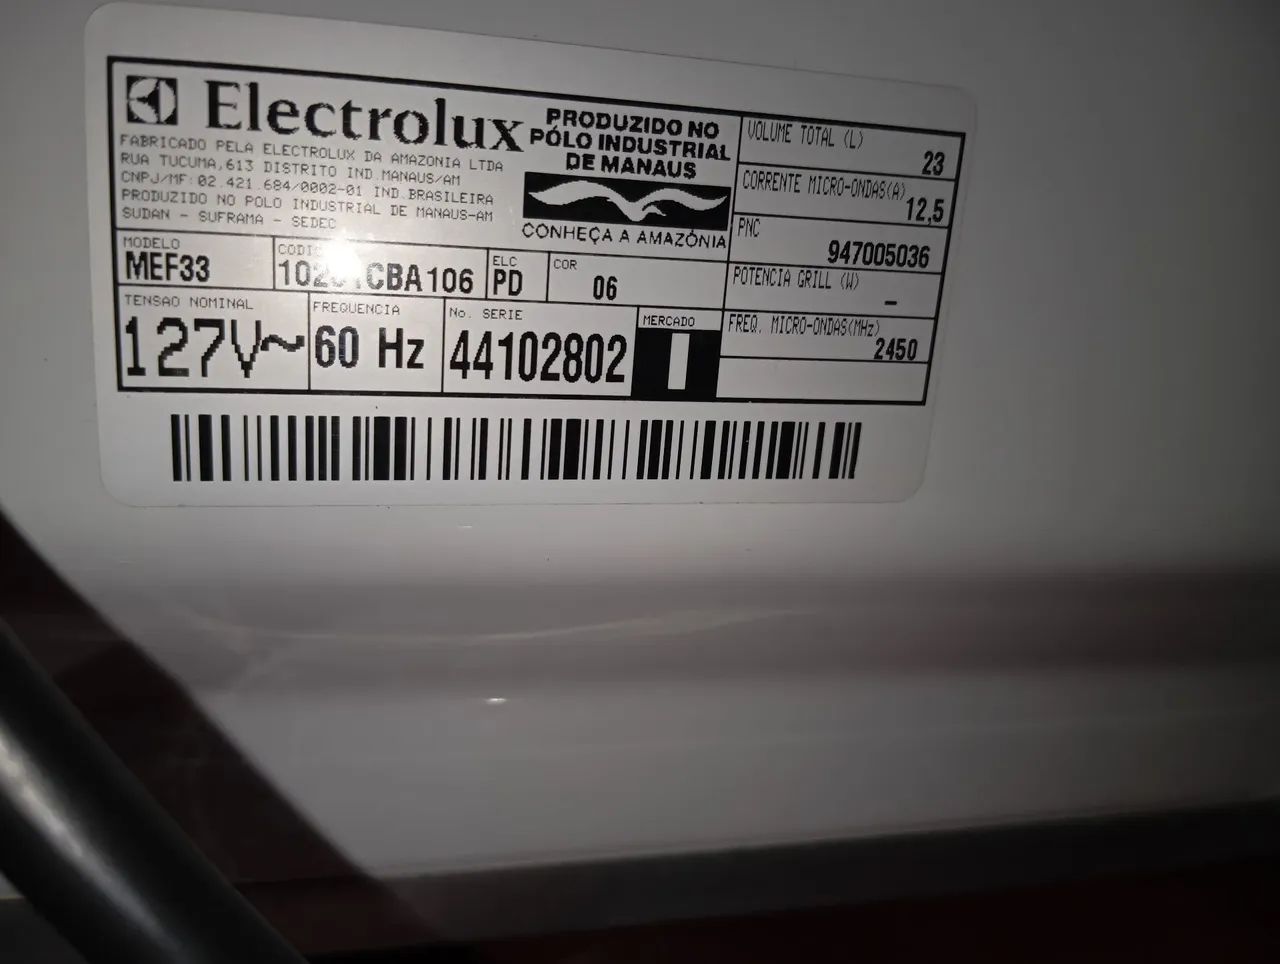 Electrolux
FABRICADO PELA ELECTROLUX DA AMAZONIA LTDA
RUA TUCUMA,613 DISTRITO IND.MANAUS/AM
CNPJ/MF: 02.421.684/0002-01 IND.BRASILEIRA
PRODUZIDO NO POLO INDUSTRIAL DE MANAUS-AM
SUDAN - SUFRAMA - SEDEC
PRODUZIDO NO
PÓLO INDUSTRIAL
DE MANAUS
CONHEÇA A AMAZÔNIA
VOLUME TOTAL (L)
23
CORRENTE MICRO-ONDAS(A)
12,5
PNC
947005036
POTENCIA GRILL (W)
-
FREQ. MICRO-ONDAS(MHz)
2450
MODELO
MEF33
CBA106
ELC
PD
COR
06
TENSAO NOMINAL
127V~
FREQUENCIA
60 Hz
No. SERIE
44102802
MERCADO
I